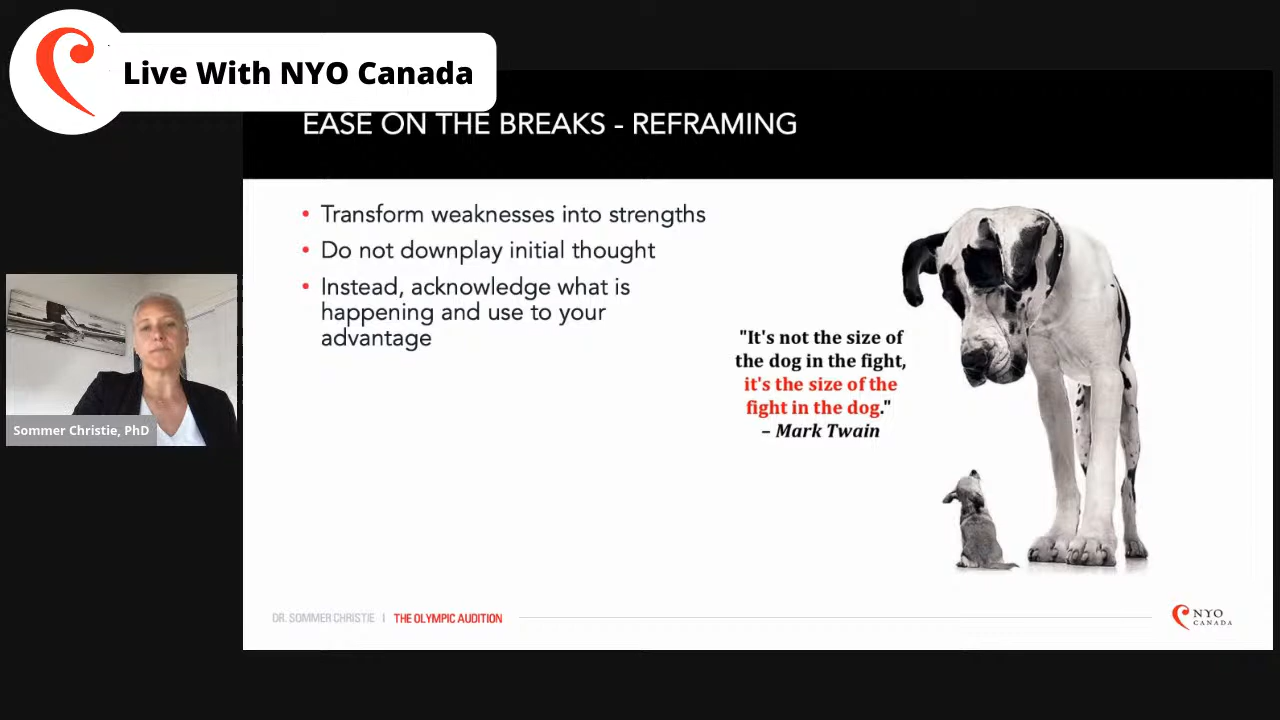 Live With NYO Canada
EASE ON THE BREAKS - REFRAMING
• Transform weaknesses into strengths
• Do not downplay initial thought
• Instead, acknowledge what is
happening and use to your
advantage
"It's not the size of
the dog in the fight,
it's the size of the
fight in the dog."
– Mark Twain
Sommer Christie, PhD
DR. SOMMER CHRISTIE | THE OLYMPIC AUDITION
NYO
CANADA